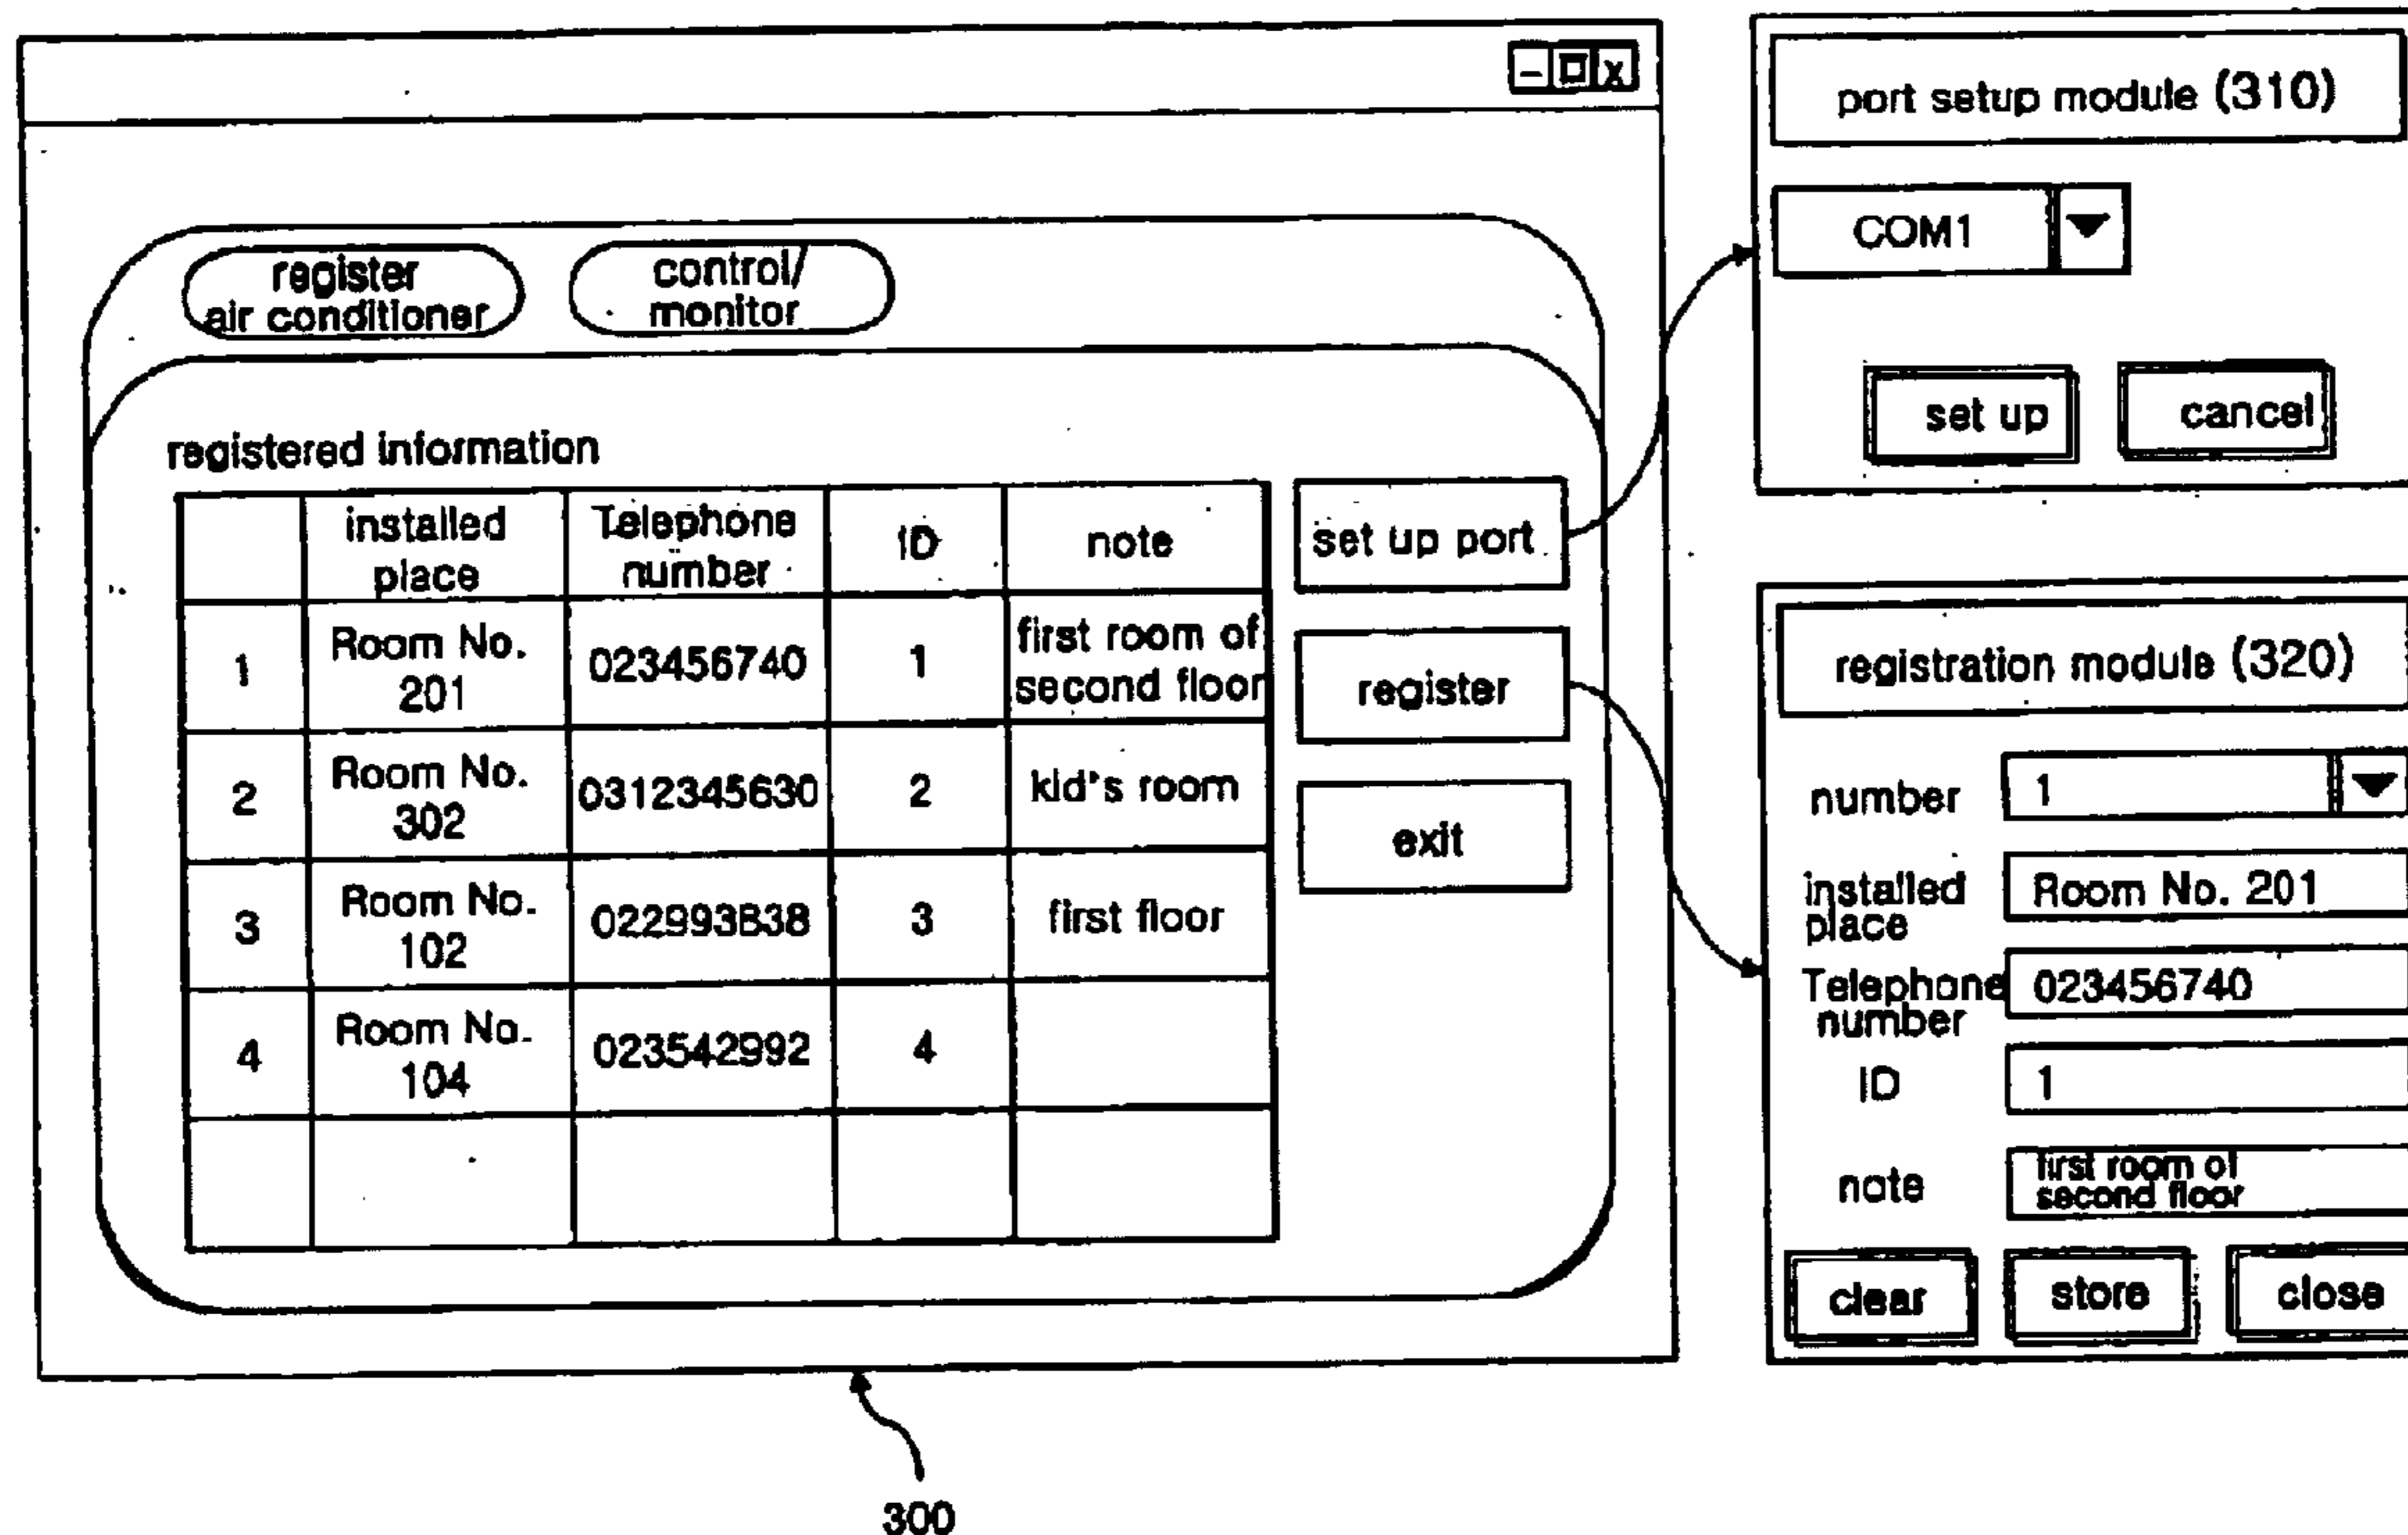 register
air conditioner
control/
monitor
registered information
installed
place
Telephone
number
ID
note
1
Room No.
201
023456740
1
first room of
second floor
2
Room No.
302
0312345630
2
kid's room
3
Room No.
102
022993838
3
first floor
4
Room No.
104
023542992
4
set up port
register
exit
300
port setup module (310)
COM1
set up
cancel
registration module (320)
number
1
installed
place
Room No. 201
Telephone
number
023456740
ID
1
note
first room of
second floor
clear
store
close